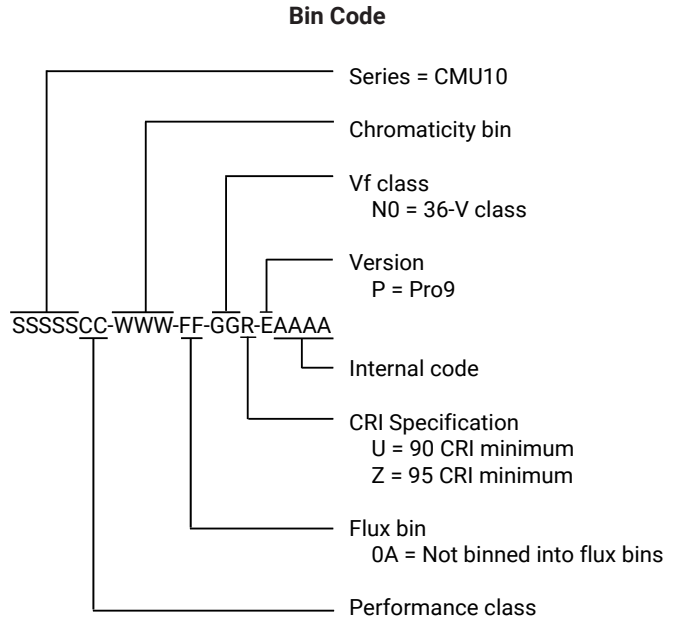 Bin Code
Series = CMU10
Chromaticity bin
Vf class
N0 = 36-V class
Version
P = Pro9
SSSSSCC-WWW-FF-GGR-EAAAA
Internal code
CRI Specification
U = 90 CRI minimum
Z = 95 CRI minimum
Flux bin
0A = Not binned into flux bins
Performance class